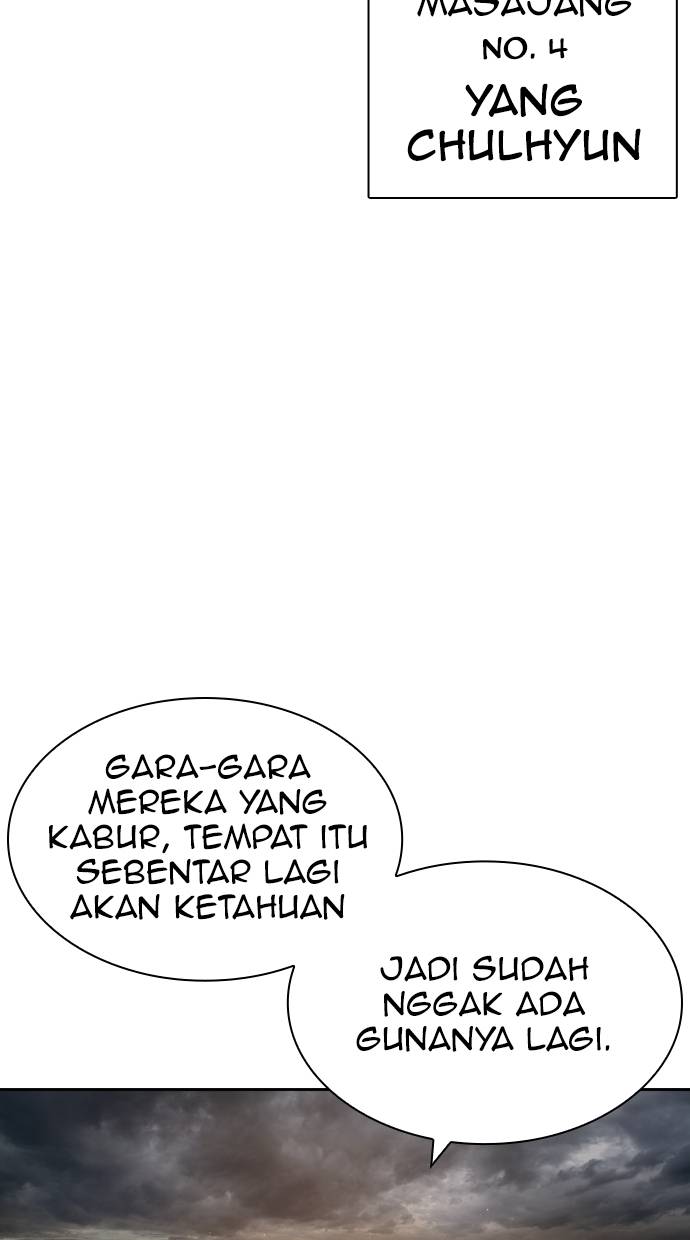 MASAJANG
NO. 4
YANG
CHULHYUN
GARA-GARA
MEREKA YANG
KABUR, TEMPAT ITU
SEBENTAR LAGI
AKAN KETAHUAN
JADI SUDAH
NGGAK ADA
GUNANYA LAGI.